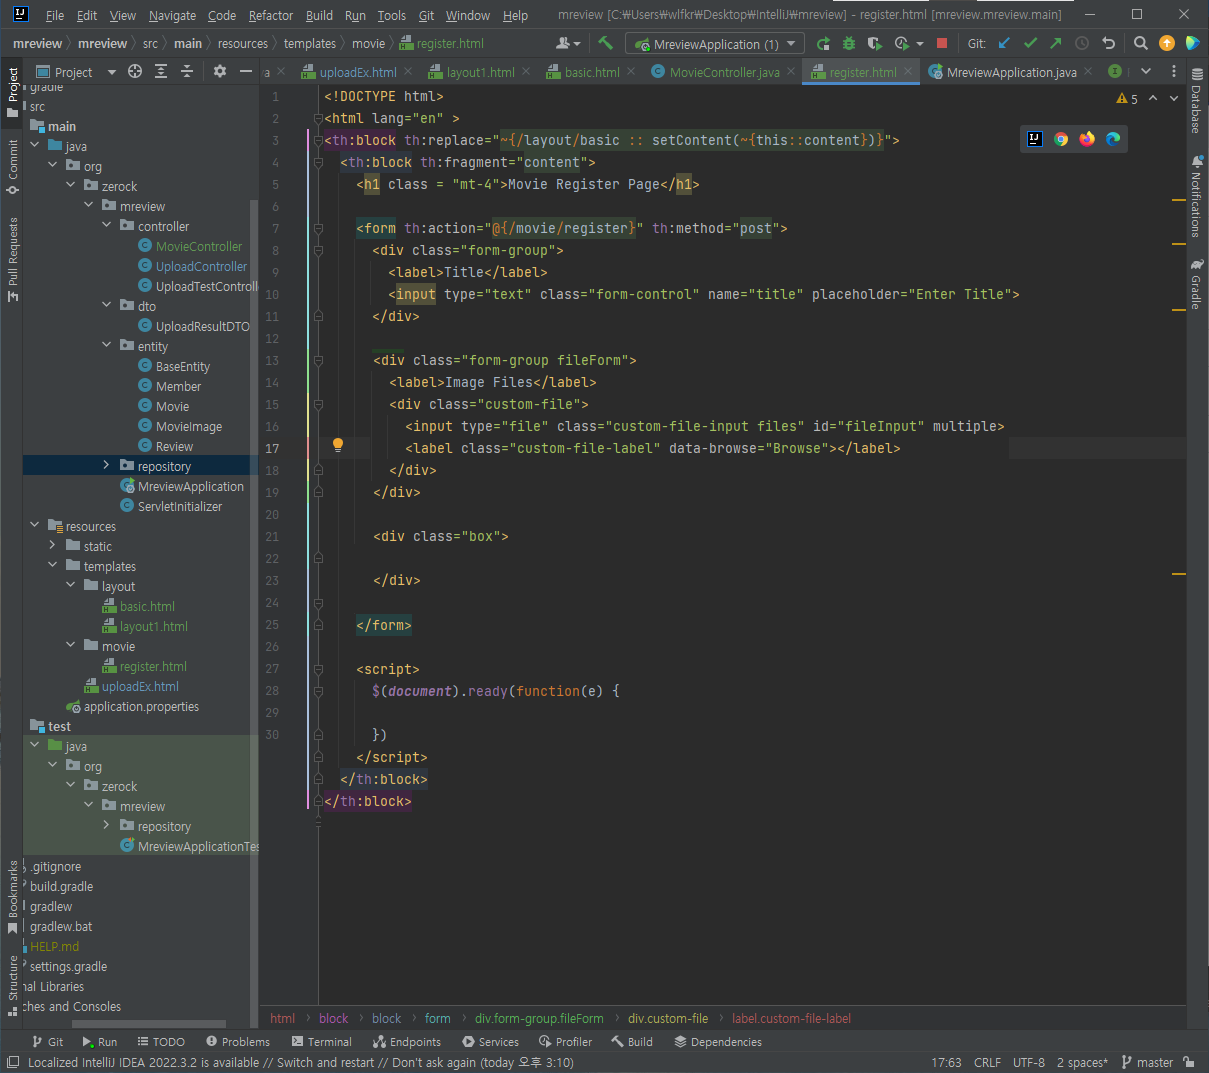 File Edit View Navigate Code Refactor Build Run Tools Git Window Help mreview [C:₩Users₩wlfkr₩Desktop₩IntelliJ₩mreview] - register.html [mreview.mreview.main]
mreview mreview src main resources templates movie register.html MreviewApplication (1) Git:
Project a uploadEx.html layout1.html basic.html MovieController.java register.html MreviewApplication.java
Project
Commit
Pull Requests
Bookmarks
Structure
gradle
src
main
java
org
zerock
mreview
controller
MovieController
UploadController
UploadTestControll
dto
UploadResultDTO
entity
BaseEntity
Member
Movie
MovieImage
Review
repository
MreviewApplication
ServletInitializer
resources
static
templates
layout
basic.html
layout1.html
movie
register.html
uploadEx.html
application.properties
test
java
org
zerock
mreview
repository
MreviewApplicationTes
.gitignore
build.gradle
gradlew
gradlew.bat
HELP.md
settings.gradle
nal Libraries
ches and Consoles
5
1 <!DOCTYPE html>
2 <html lang="en" >
3 <th:block th:replace="~{/layout/basic :: setContent(~{this::content})}">
4 <th:block th:fragment="content">
5 <h1 class = "mt-4">Movie Register Page</h1>
6
7 <form th:action="@{/movie/register}" th:method="post">
8 <div class="form-group">
9 <label>Title</label>
10 <input type="text" class="form-control" name="title" placeholder="Enter Title">
11 </div>
12
13 <div class="form-group fileForm">
14 <label>Image Files</label>
15 <div class="custom-file">
16 <input type="file" class="custom-file-input files" id="fileInput" multiple>
17 <label class="custom-file-label" data-browse="Browse"></label>
18 </div>
19 </div>
20
21 <div class="box">
22
23 </div>
24
25 </form>
26
27 <script>
28 $(document).ready(function(e) {
29
30 })
</script>
</th:block>
</th:block>
Database
Notifications
Gradle
html block block form div.form-group.fileForm div.custom-file label.custom-file-label
Git Run TODO Problems Terminal Endpoints Services Profiler Build Dependencies
Localized IntelliJ IDEA 2022.3.2 is available // Switch and restart // Don't ask again (today 오후 3:10) 17:63 CRLF UTF-8 2 spaces* master